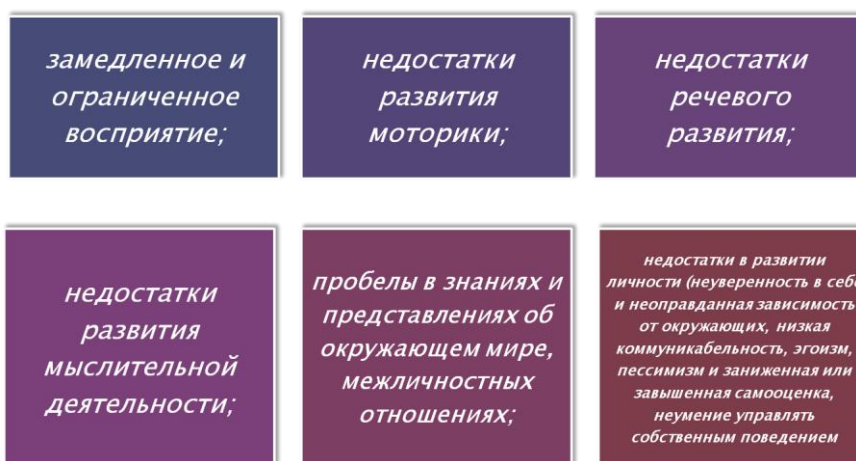 замедленное и
ограниченное
восприятие;
недостатки
развития
моторики;
недостатки
речевого
развития;
недостатки
развития
мыслительной
деятельности;
пробелы в знаниях и
представлениях об
окружающем мире,
межличностных
отношениях;
недостатки в развитии
личности (неуверенность в себе
и неоправданная зависимость
от окружающих, низкая
коммуникабельность, эгоизм,
пессимизм и заниженная или
завышенная самооценка,
неумение управлять
собственным поведением